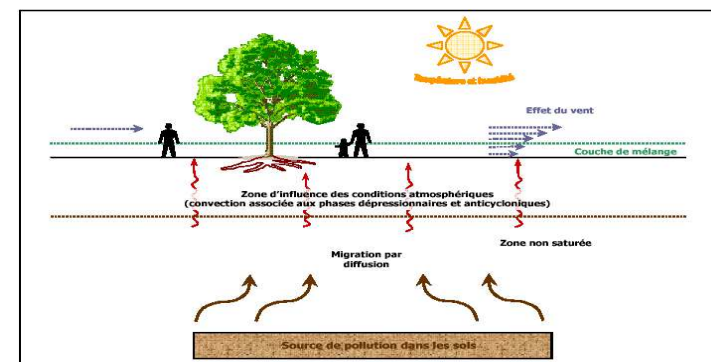 Température et humidité
Effet du vent
Couche de mélange
Zone d'influence des conditions atmosphériques
(convection associée aux phases dépressionnaires et anticycloniques)
Zone non saturée
Migration par
diffusion
Source de pollution dans les sols